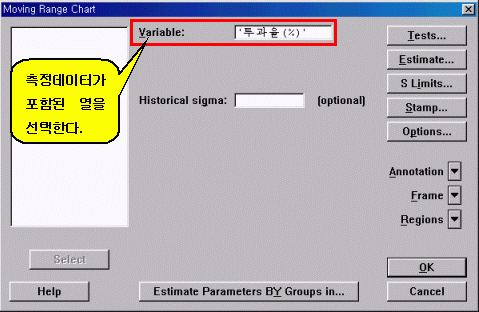 Moving Range Chart
Variable: '투과율(%)'
Tests...
Estimate...
S Limits...
Stamp...
Options...
측정데이터가
포함된 열을
선택한다.
Historical sigma: (optional)
Annotation
Frame
Regions
Select
OK
Help
Estimate Parameters BY Groups in...
Cancel